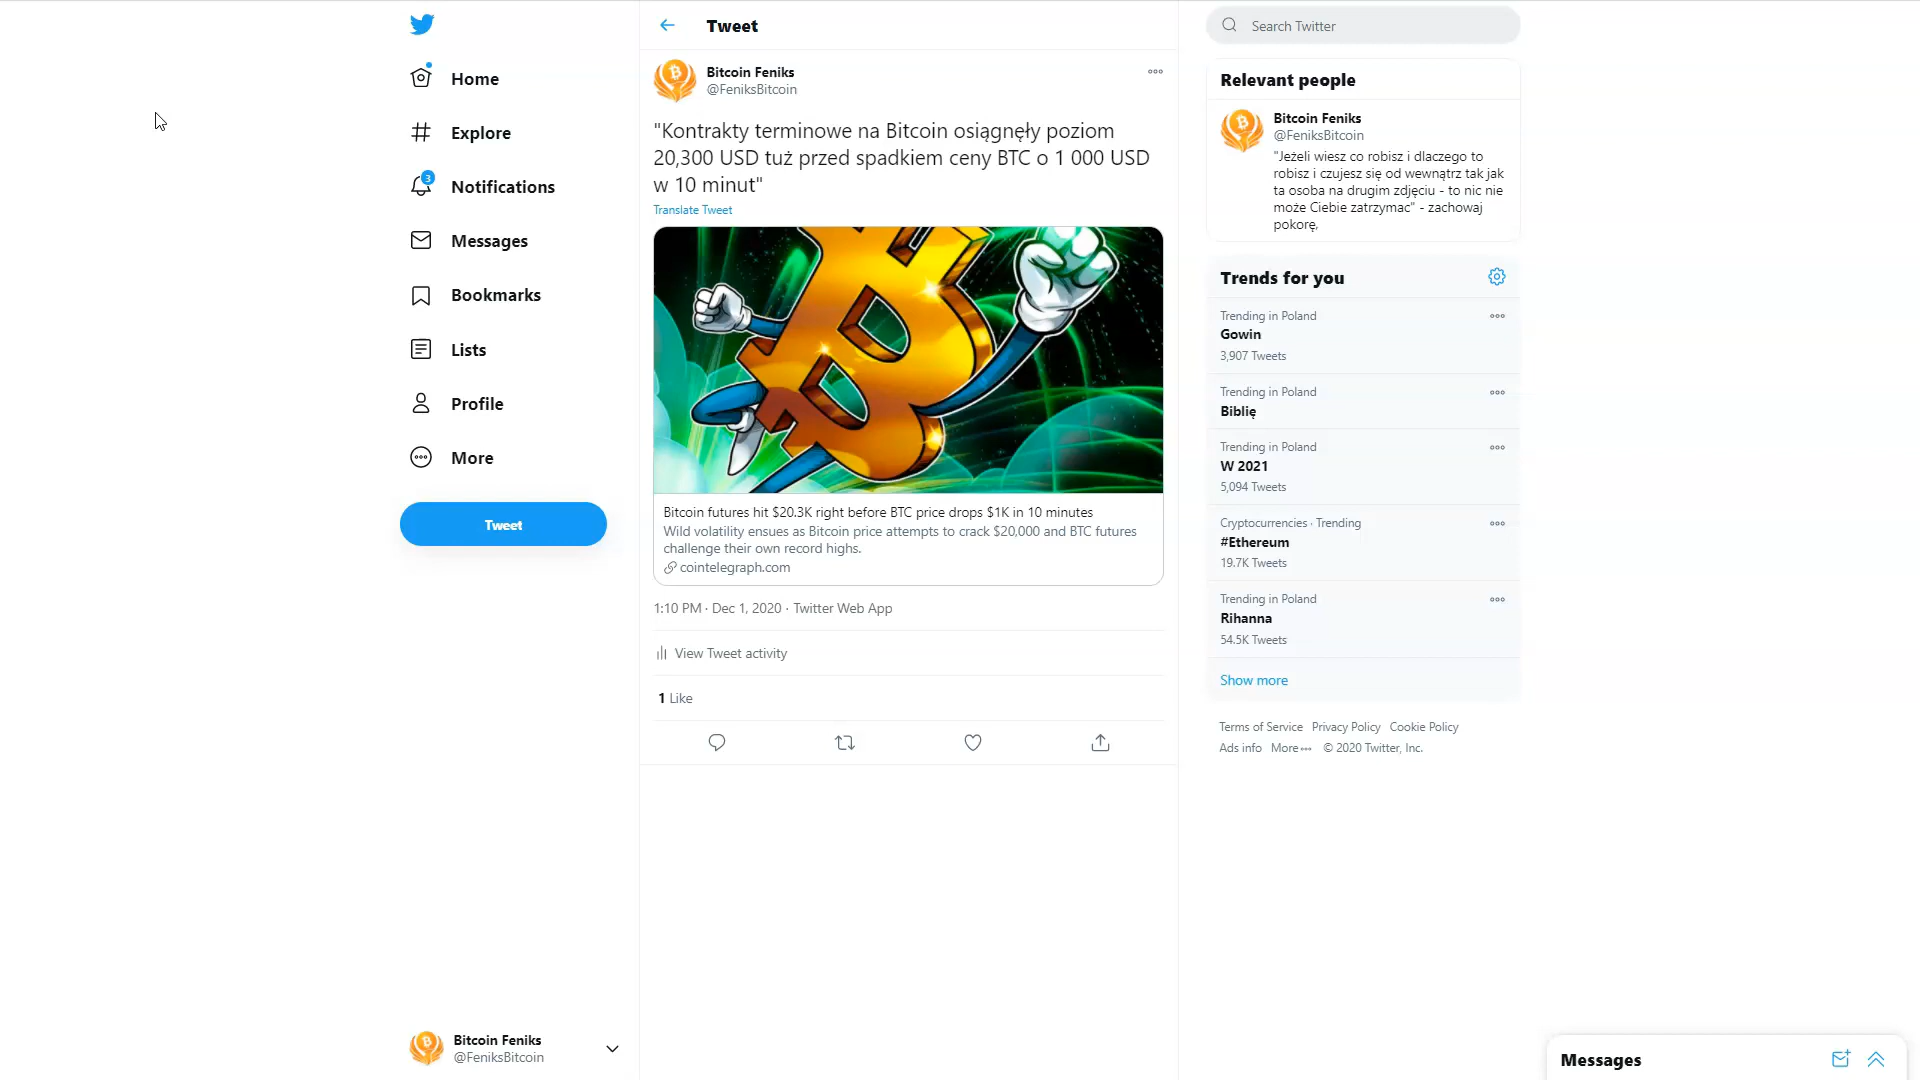 Home
Explore
3
Notifications
Messages
Bookmarks
Lists
Profile
More
Tweet
Bitcoin Feniks
@FeniksBitcoin
Tweet
Bitcoin Feniks
@FeniksBitcoin
"Kontrakty terminowe na Bitcoin osiągnęły poziom
20,300 USD tuż przed spadkiem ceny BTC o 1 000 USD
w 10 minut"
Translate Tweet
Bitcoin futures hit $20.3K right before BTC price drops $1K in 10 minutes
Wild volatility ensues as Bitcoin price attempts to crack $20,000 and BTC futures
challenge their own record highs.
cointelegraph.com
1:10 PM · Dec 1, 2020 · Twitter Web App
View Tweet activity
1 Like
Search Twitter
Relevant people
Bitcoin Feniks
@FeniksBitcoin
"Jeżeli wiesz co robisz i dlaczego to
robisz i czujesz się od wewnątrz tak jak
ta osoba na drugim zdjęciu - to nic nie
może Ciebie zatrzymac" - zachowaj
pokorę,
Trends for you
Trending in Poland
Gowin
3,907 Tweets
Trending in Poland
Biblię
Trending in Poland
W 2021
5,094 Tweets
Cryptocurrencies · Trending
#Ethereum
19.7K Tweets
Trending in Poland
Rihanna
54.5K Tweets
Show more
Terms of Service Privacy Policy Cookie Policy
Ads info More © 2020 Twitter, Inc.
Messages